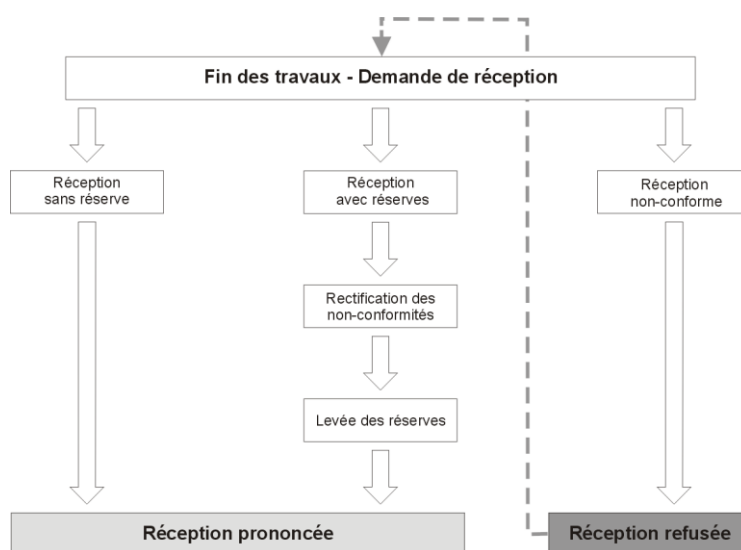 Fin des travaux - Demande de réception
Réception
sans réserve
Réception
avec réserves
Réception
non-conforme
Rectification des
non-conformités
Levée des réserves
Réception prononcée
Réception refusée